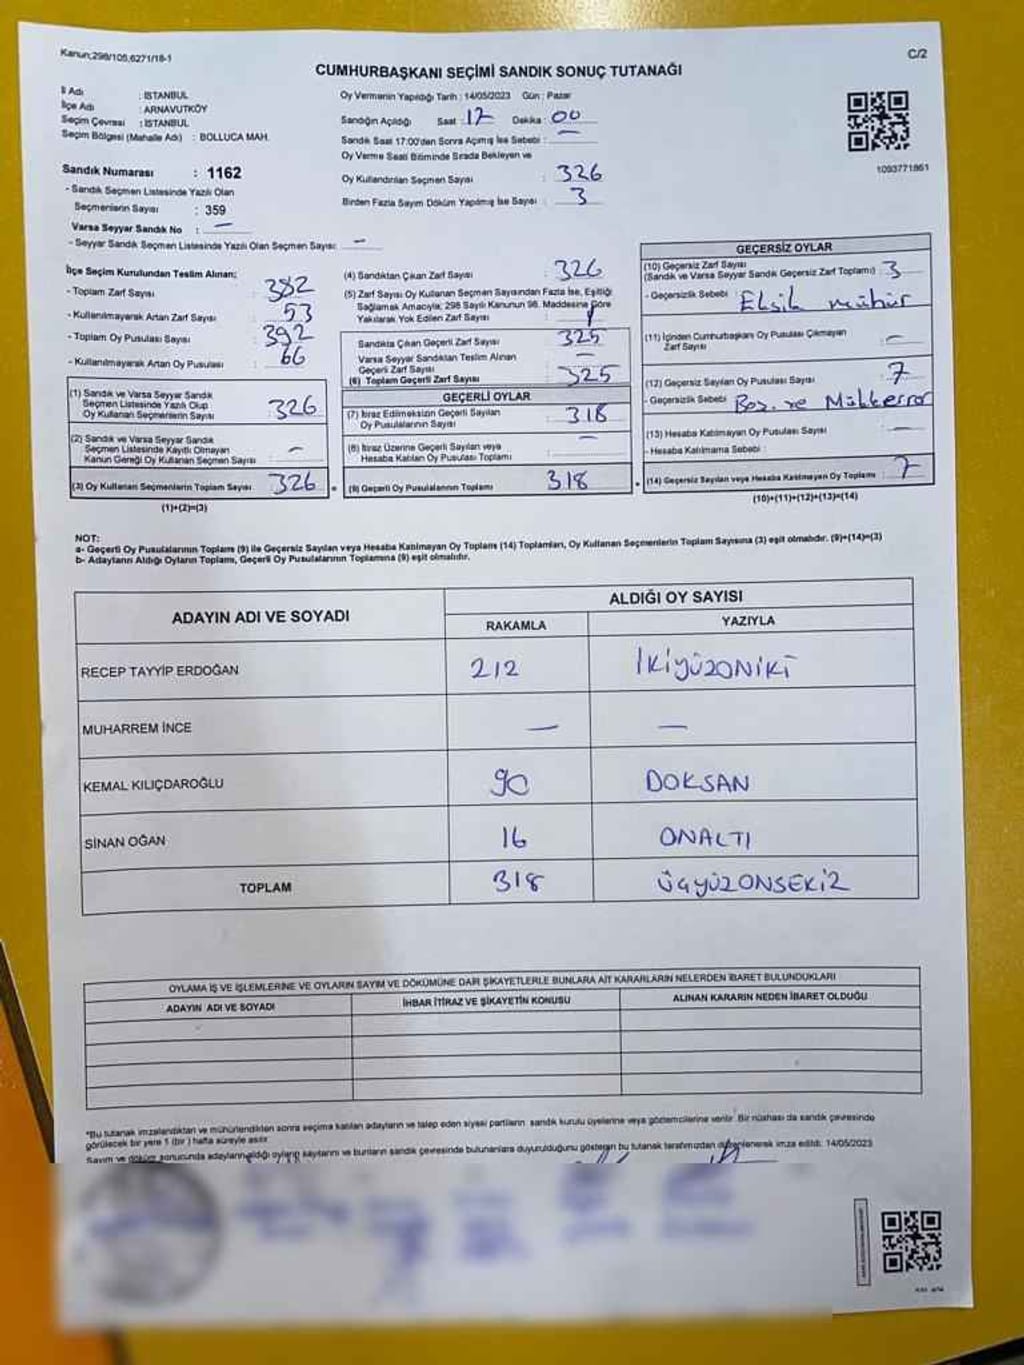 Kanun;298/105,6271/18-1
C/2
CUMHURBAŞKANI SEÇİMİ SANDIK SONUÇ TUTANAĞI
İl Adı : İSTANBUL
İlçe Adı : ARNAVUTKÖY
Seçim Çevrası : İSTANBUL
Seçim Bölgesi (Mahalle Adı) : BOLLUCA MAH.
Oy Vermenin Yapıldığı Tarih : 14/05/2023 Gün : Pazar
Sandığın Açıldığı Saat : 17 Dakika : 00
Sandık Saat 17:00'den Sonra Açılmış İse Sebebi : —
Oy Verme Saati Bitiminde Sırada Bekleyen ve
Oy Kullandırılan Seçmen Sayısı : 326
Birden Fazla Sayım Döküm Yapılmış İse Sayısı : 3
1093771861
Sandık Numarası : 1162
- Sandık Seçmen Listesinde Yazılı Olan
Seçmenlerin Sayısı : 359
Varsa Seyyar Sandık No : —
- Seyyar Sandık Seçmen Listesinde Yazılı Olan Seçmen Sayısı: —
İlçe Seçim Kurulundan Teslim Alınan;
- Toplam Zarf Sayısı : 382
- Kullanılmayarak Artan Zarf Sayısı : 53
- Toplam Oy Pusulası Sayısı : 392
- Kullanılmayarak Artan Oy Pusulası : 66
(1) Sandık ve Varsa Seyyar Sandık
Seçmen Listesinde Yazılı Olup
Oy Kullanan Seçmenlerin Sayısı 326
(2) Sandık ve Varsa Seyyar Sandık
Seçmen Listesinde Kayıtlı Olmayan
Kanun Gereği Oy Kullanan Seçmen Sayısı —
(3) Oy Kullanan Seçmenlerin Toplam Sayısı 326
(1)+(2)=(3)
(4) Sandıktan Çıkan Zarf Sayısı : 326
(5) Zarf Sayısı Oy Kullanan Seçmen Sayısından Fazla İse, Eşitliği
Sağlamak Amacıyla; 298 Sayılı Kanunun 98. Maddesine Göre
Yakılarak Yok Edilen Zarf Sayısı :
Sandıkta Çıkan Geçerli Zarf Sayısı 325
Varsa Seyyar Sandıktan Teslim Alınan
Geçerli Zarf Sayısı —
(6) Toplam Geçerli Zarf Sayısı 325
GEÇERLİ OYLAR
(7) İtiraz Edilmeksizin Geçerli Sayılan
Oy Pusulalarının Sayısı 318
(8) İtiraz Üzerine Geçerli Sayılan veya
Hesaba Katılan Oy Pusulası Toplamı —
(9) Geçerli Oy Pusulalarının Toplamı 318
GEÇERSİZ OYLAR
(10) Geçersiz Zarf Sayısı
(Sandık ve Varsa Seyyar Sandık Geçersiz Zarf Toplamı) : 3
- Geçersizlik Sebebi : Eksik mühür
(11) İçinden Cumhurbaşkanı Oy Pusulası Çıkmayan
Zarf Sayısı —
(12) Geçersiz Sayılan Oy Pusulası Sayısı : 7
- Geçersizlik Sebebi : Boş. ve Mükkerror
(13) Hesaba Katılmayan Oy Pusulası Sayısı —
- Hesaba Katılmama Sebebi :
(14) Geçersiz Sayılan veya Hesaba Katılmayan Oy Toplamı : 7
(10)+(11)+(12)+(13)=(14)
NOT:
a- Geçerli Oy Pusulalarının Toplamı (9) ile Geçersiz Sayılan veya Hesaba Katılmayan Oy Toplamı (14) Toplamları, Oy Kullanan Seçmenlerin Toplam Sayısına (3) eşit olmalıdır. (9)+(14)=(3)
b- Adayların Aldığı Oyların Toplamı, Geçerli Oy Pusulalarının Toplamına (9) eşit olmalıdır.
ADAYIN ADI VE SOYADI
ALDIĞI OY SAYISI
RAKAMLA YAZIYLA
RECEP TAYYİP ERDOĞAN 212 İKİYÜZONİKİ
MUHARREM İNCE — —
KEMAL KILIÇDAROĞLU 90 DOKSAN
SİNAN OĞAN 16 ONALTI
TOPLAM 318 ÜÇYÜZONSEKİZ
OYLAMA İŞ VE İŞLEMLERİNE VE OYLARIN SAYIM VE DÖKÜMÜNE DAİR ŞİKAYETLERLE BUNLARA AİT KARARLARIN NELERDEN İBARET BULUNDUKLARI
ADAYIN ADI VE SOYADI İHBAR İTİRAZ VE ŞİKAYETİN KONUSU ALINAN KARARIN NEDEN İBARET OLDUĞU
*Bu tutanak imzalandıktan ve mühürlendikten sonra seçime katılan adayların ve talep eden siyasi partilerin sandık kurulu üyelerine veya gözlemcilerine verilir. Bir nüshası da sandık çevresinde
görülecek bir yere 1 (bir) hafta süreyle asılır.
Sayım ve döküm sonucunda adayların aldığı oyların sayılarını ve bunların sandık çevresinde bulunanlara duyurulduğunu gösteren bu tutanak tarafımızdan düzenlenerek imza edildi. 14/05/2023